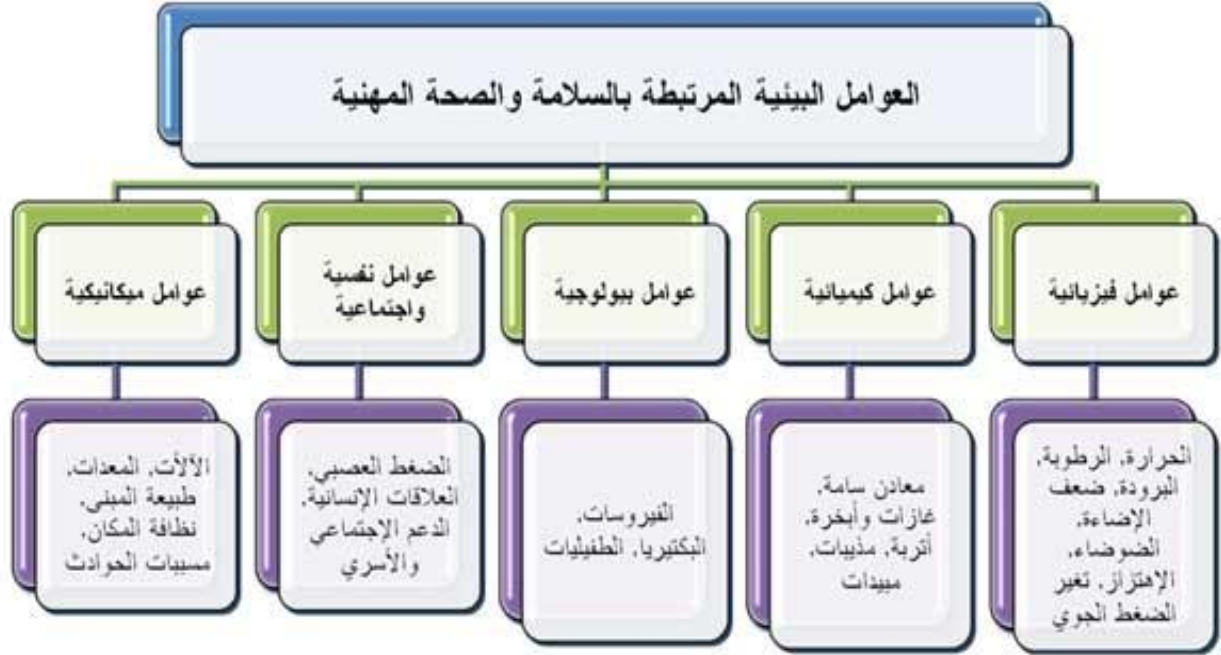 العوامل البيئية المرتبطة بالسلامة والصحة المهنية
عوامل فيزيائية
عوامل كيميائية
عوامل بيولوجية
عوامل نفسية
واجتماعية
عوامل ميكانيكية
الحرارة, الرطوبة,
البرودة, ضعف
الإضاءة,
الضوضاء,
الإهتزاز, تغير
الضغط الجوي
معادن سامة,
غازات وأبخرة,
أتربة, مذيبات,
مبيدات
الفيروسات,
البكتيريا, الطفيليات
الضغط العصبي,
العلاقات الإنسانية,
الدعم الإجتماعي
والأسري
الآلأت, المعدات,
طبيعة المبنى,
نظافة المكان,
مسببات الحوادث